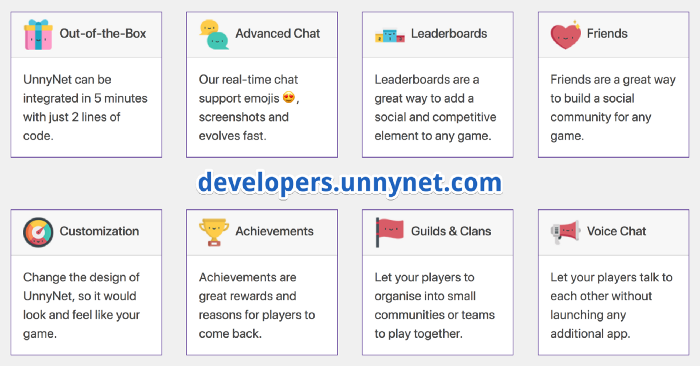 Out-of-the-Box
UnnyNet can be
integrated in 5 minutes
with just 2 lines of
code.
Advanced Chat
Our real-time chat
support emojis 😍,
screenshots and
evolves fast.
Leaderboards
Leaderboards are a
great way to add a
social and competitive
element to any game.
Friends
Friends are a great way
to build a social
community for any
game.
developers.unnynet.com
Customization
Change the design of
UnnyNet, so it would
look and feel like your
game.
Achievements
Achievements are
great rewards and
reasons for players to
come back.
Guilds & Clans
Let your players to
organise into small
communities or teams
to play together.
Voice Chat
Let your players talk to
each other without
launching any
additional app.